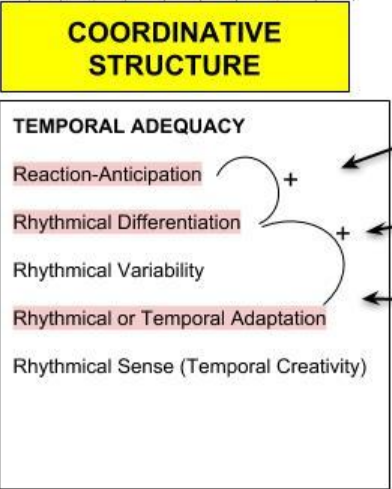 COORDINATIVE
STRUCTURE
TEMPORAL ADEQUACY
Reaction-Anticipation
+
Rhythmical Differentiation
+
Rhythmical Variability
Rhythmical or Temporal Adaptation
Rhythmical Sense (Temporal Creativity)